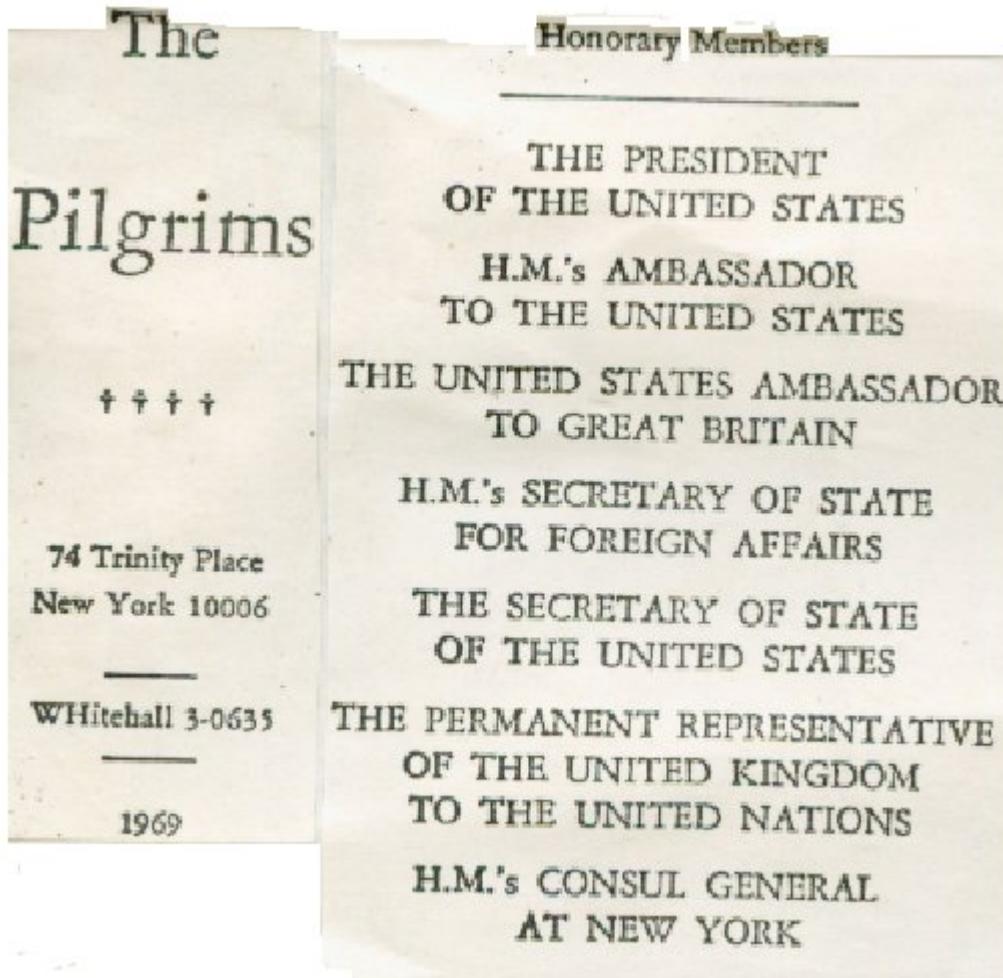 The
Pilgrims
✝ ✝ ✝ ✝
74 Trinity Place
New York 10006
WHitehall 3-0635
1969
Honorary Members
THE PRESIDENT
OF THE UNITED STATES
H.M.'s AMBASSADOR
TO THE UNITED STATES
THE UNITED STATES AMBASSADOR
TO GREAT BRITAIN
H.M.'s SECRETARY OF STATE
FOR FOREIGN AFFAIRS
THE SECRETARY OF STATE
OF THE UNITED STATES
THE PERMANENT REPRESENTATIVE
OF THE UNITED KINGDOM
TO THE UNITED NATIONS
H.M.'s CONSUL GENERAL
AT NEW YORK